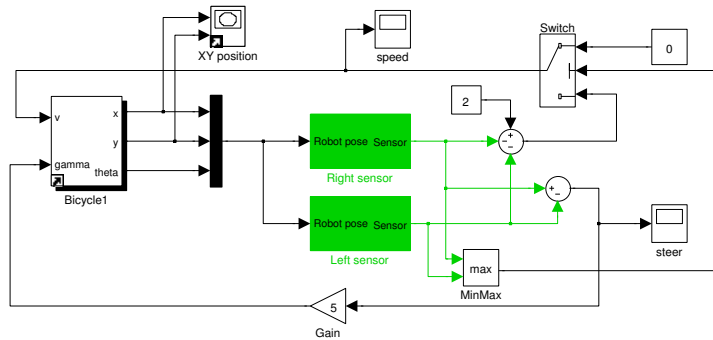 Switch
0
XY position
speed
2
+
−
−
v
gamma
x
y
theta
Bicycle1
Robot pose Sensor
Right sensor
Robot pose Sensor
Left sensor
+
−
steer
max
MinMax
5
Gain